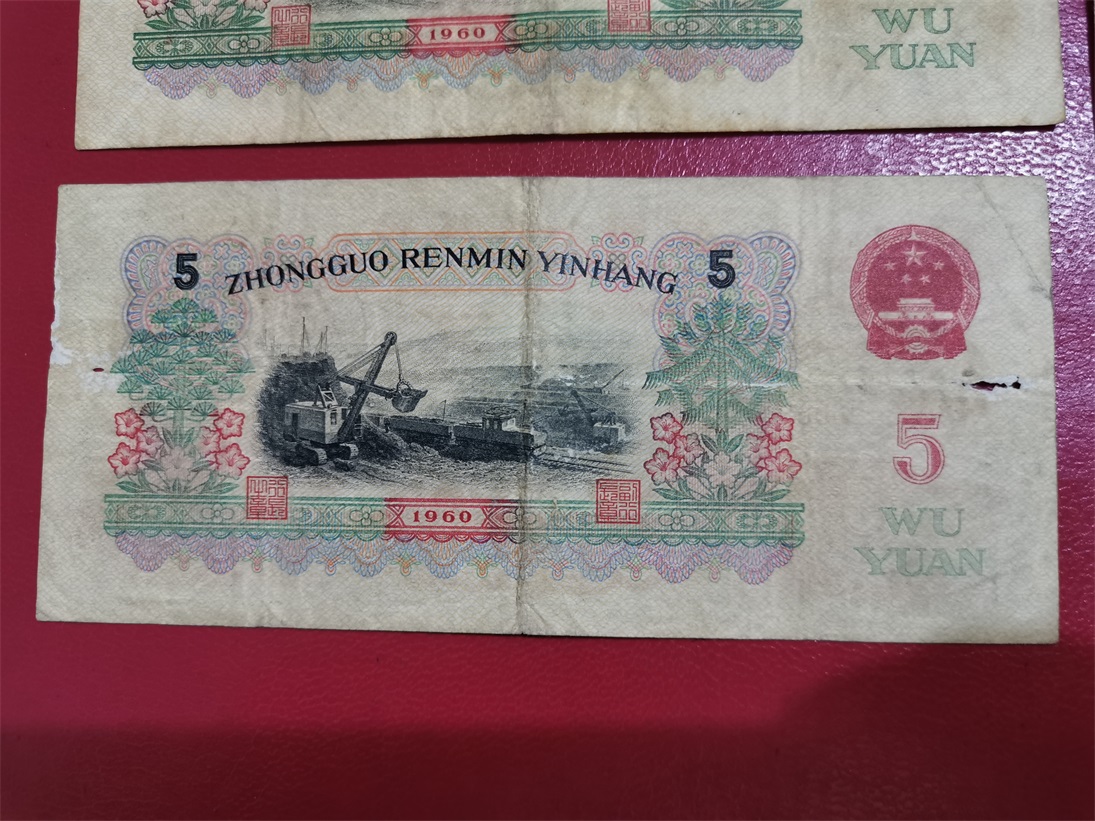 1960
WU
YUAN
5
ZHONGGUO RENMIN YINHANG
5
5
WU
YUAN
1960